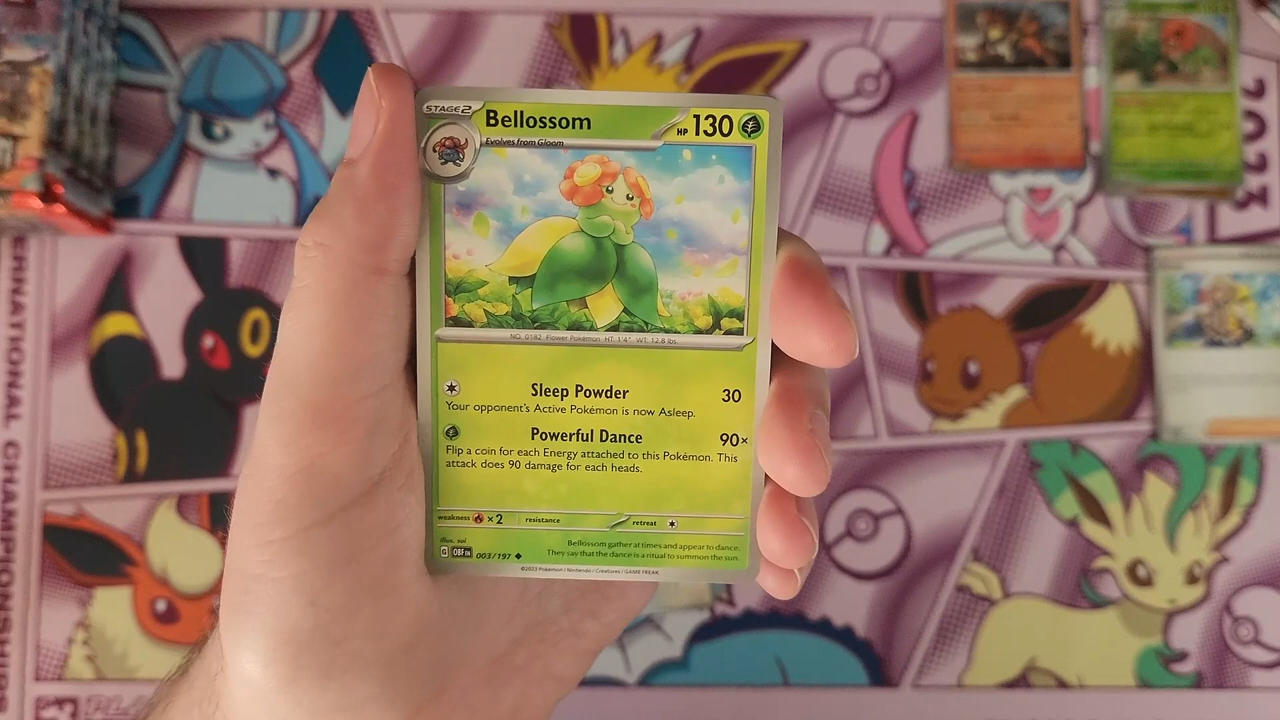 STAGE2
Bellossom
HP 130
Evolves from Gloom
NO. 0182 Flower Pokémon HT: 1'4" WT: 12.8 lbs.
Sleep Powder 30
Your opponent's Active Pokémon is now Asleep.
Powerful Dance 90×
Flip a coin for each Energy attached to this Pokémon. This
attack does 90 damage for each heads.
weakness ×2 resistance retreat
illus. sui
G OBF EN 003/197
Bellossom gather at times and appear to dance.
They say that the dance is a ritual to summon the sun.
©2023 Pokémon / Nintendo / Creatures / GAME FREAK
2023
ERNATIONAL CHAMPIONSHIPS